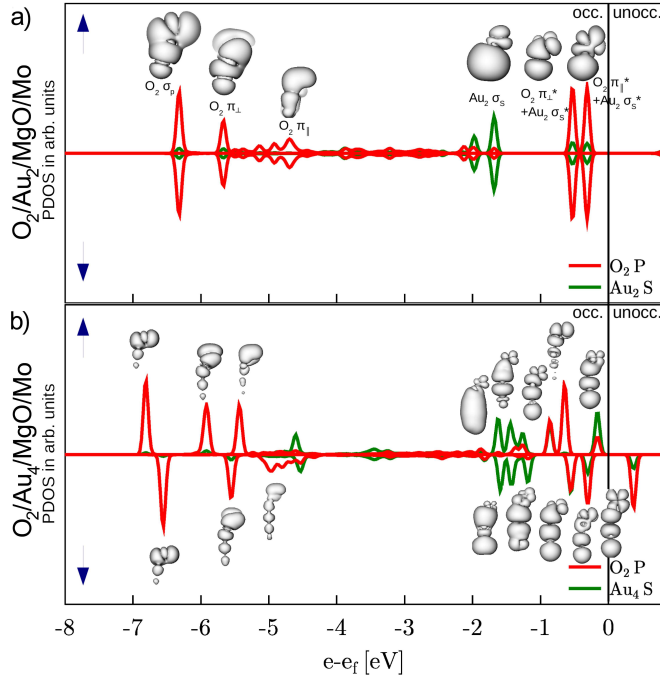 a)
occ. unocc.
O₂ σₚ
O₂ π⊥
O₂ π∥
Au₂ σₛ
O₂ π⊥*
+Au₂ σₛ*
O₂ π∥*
+Au₂ σₛ*
O₂/Au₂/MgO/Mo
PDOS in arb. units
O₂ P
Au₂ S
b)
occ. unocc.
O₂/Au₄/MgO/Mo
PDOS in arb. units
O₂ P
Au₄ S
-8 -7 -6 -5 -4 -3 -2 -1 0
e-e_f [eV]